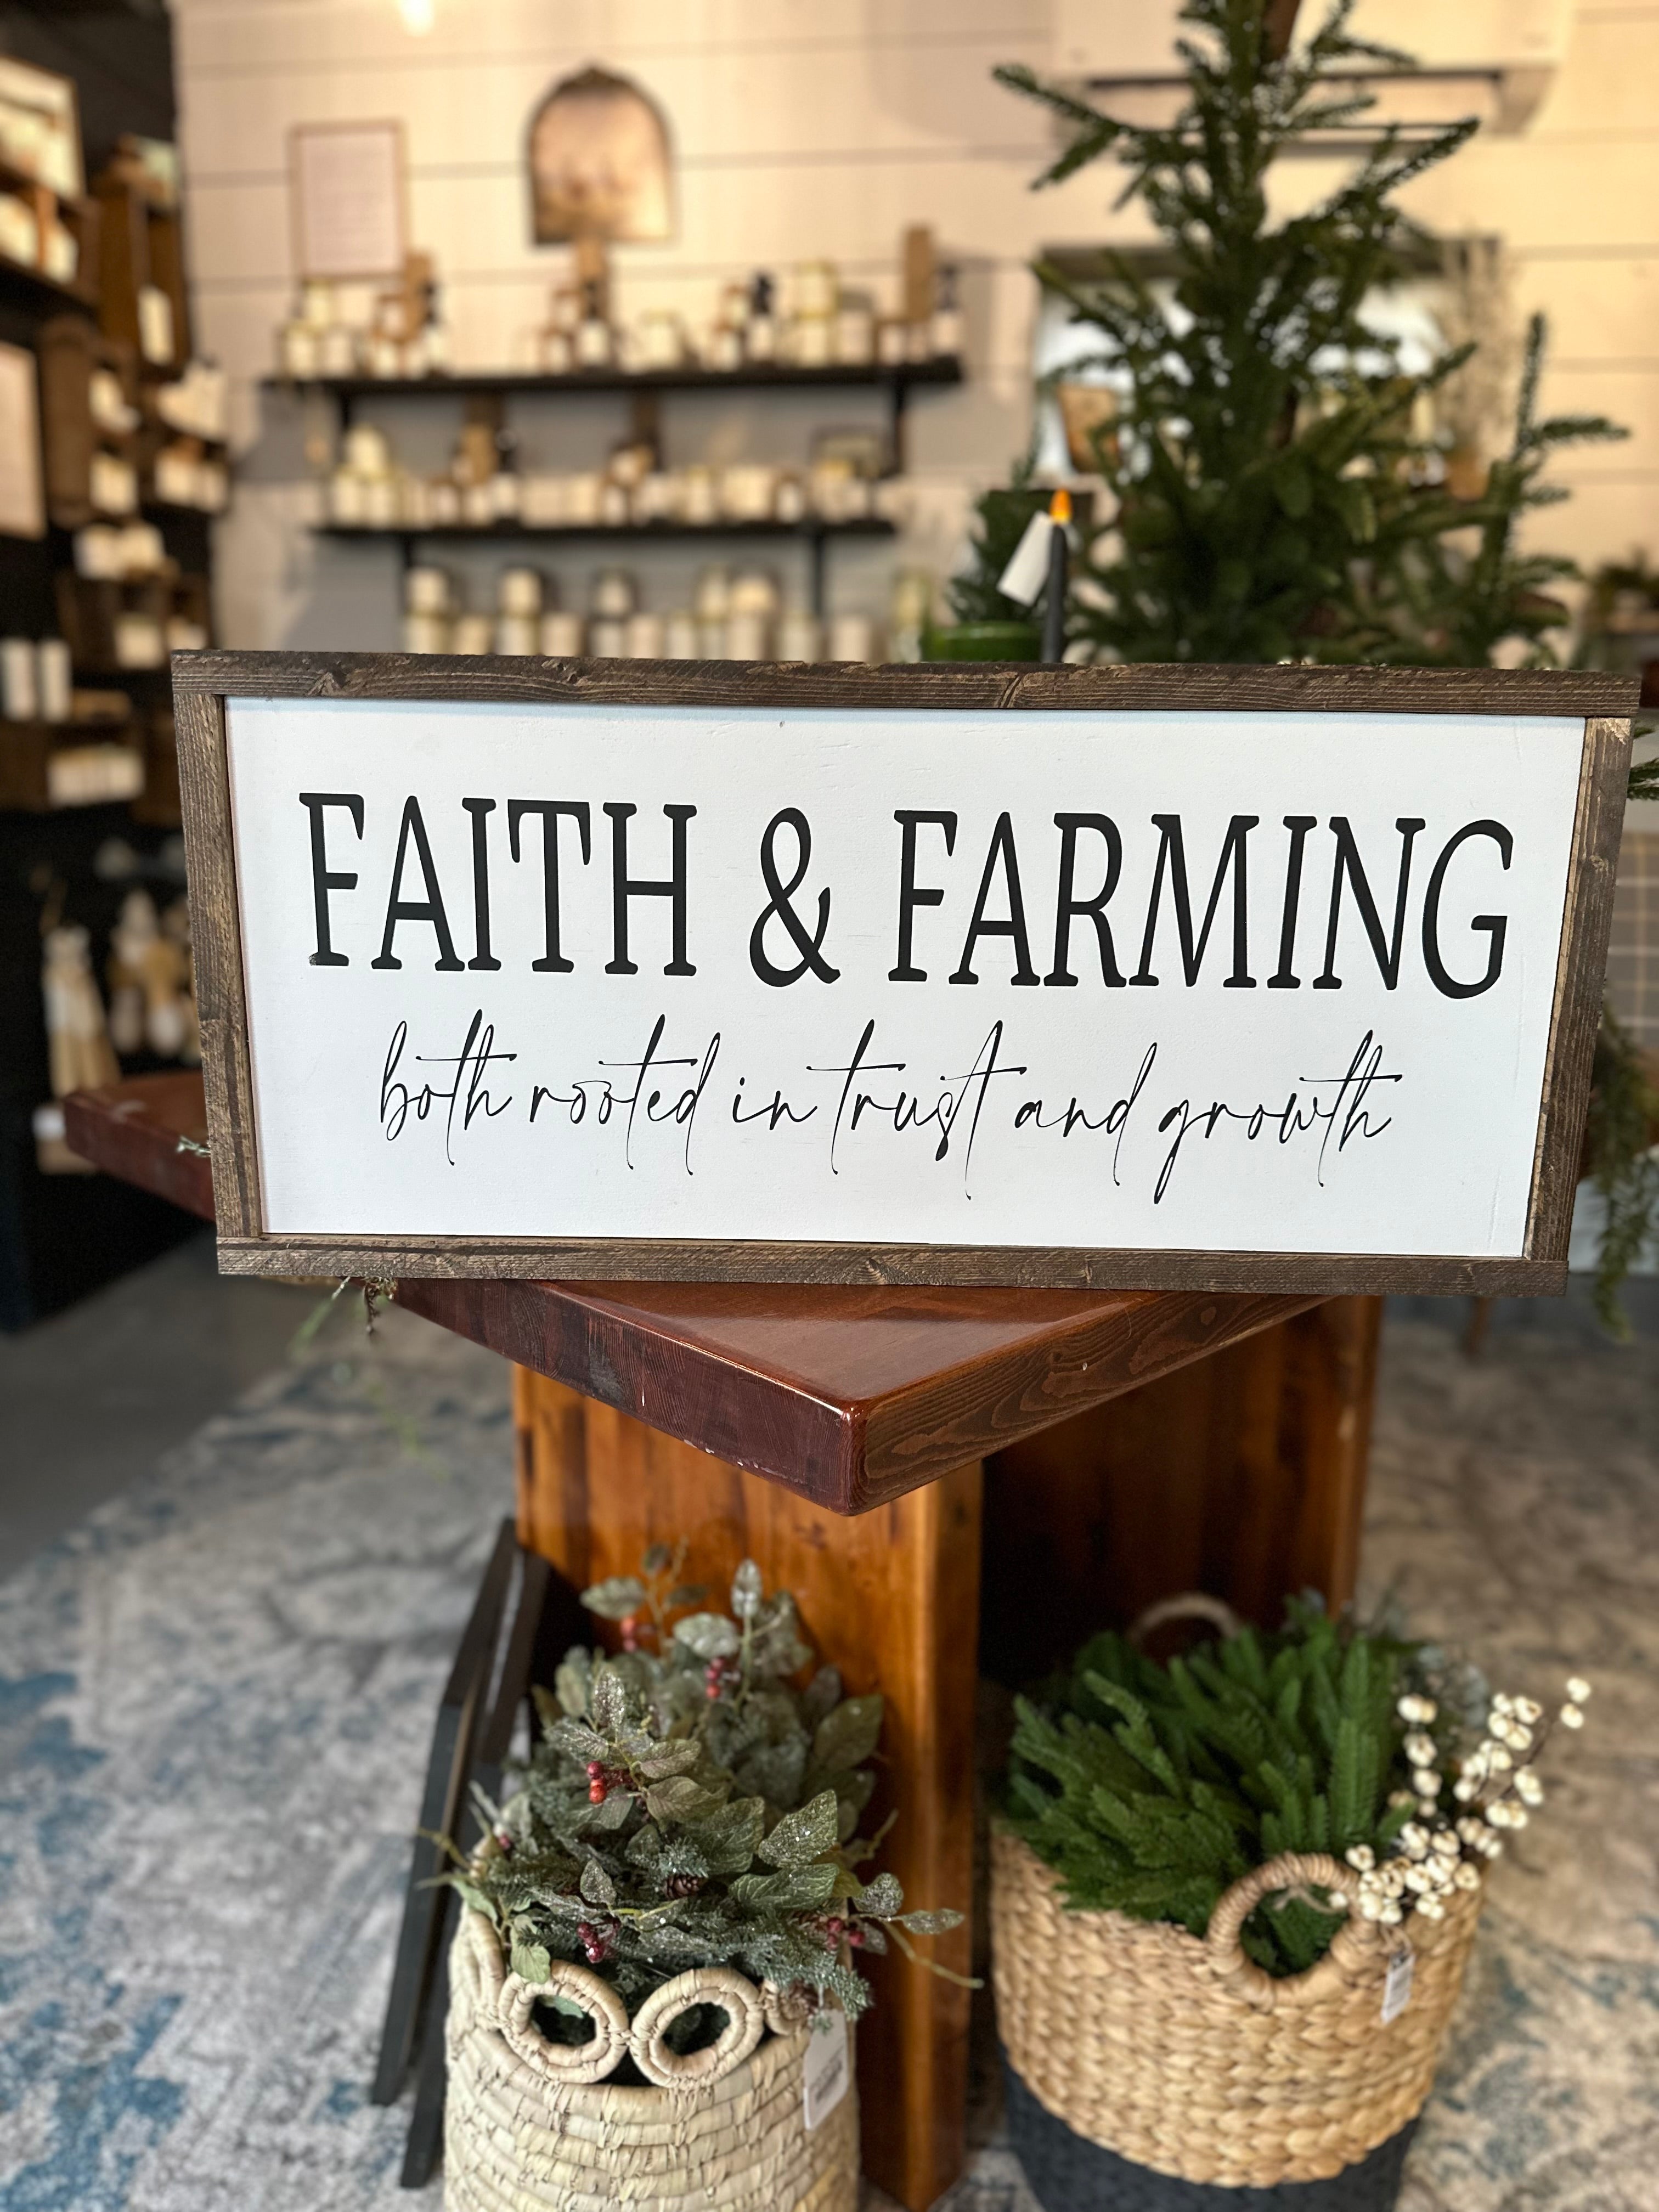 FAITH & FARMING
both rooted in trust and growth